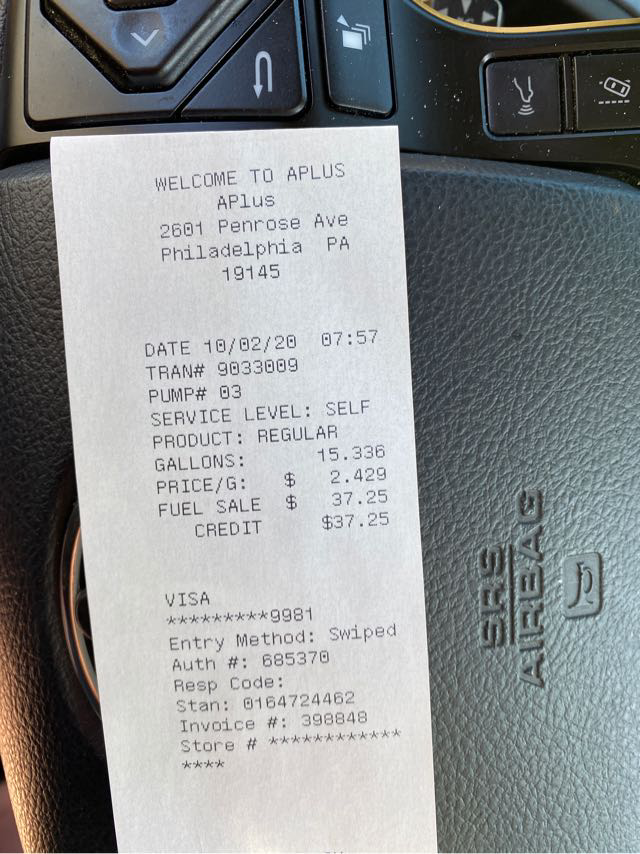 WELCOME TO APLUS
APlus
2601 Penrose Ave
Philadelphia PA
19145
DATE 10/02/20 07:57
TRAN# 9033009
PUMP# 03
SERVICE LEVEL: SELF
PRODUCT: REGULAR
GALLONS: 15.336
PRICE/G: $ 2.429
FUEL SALE $ 37.25
CREDIT $37.25
VISA
*********9981
Entry Method: Swiped
Auth #: 685370
Resp Code:
Stan: 0164724462
Invoice #: 398848
Store # ************
****
SRS
AIRBAG